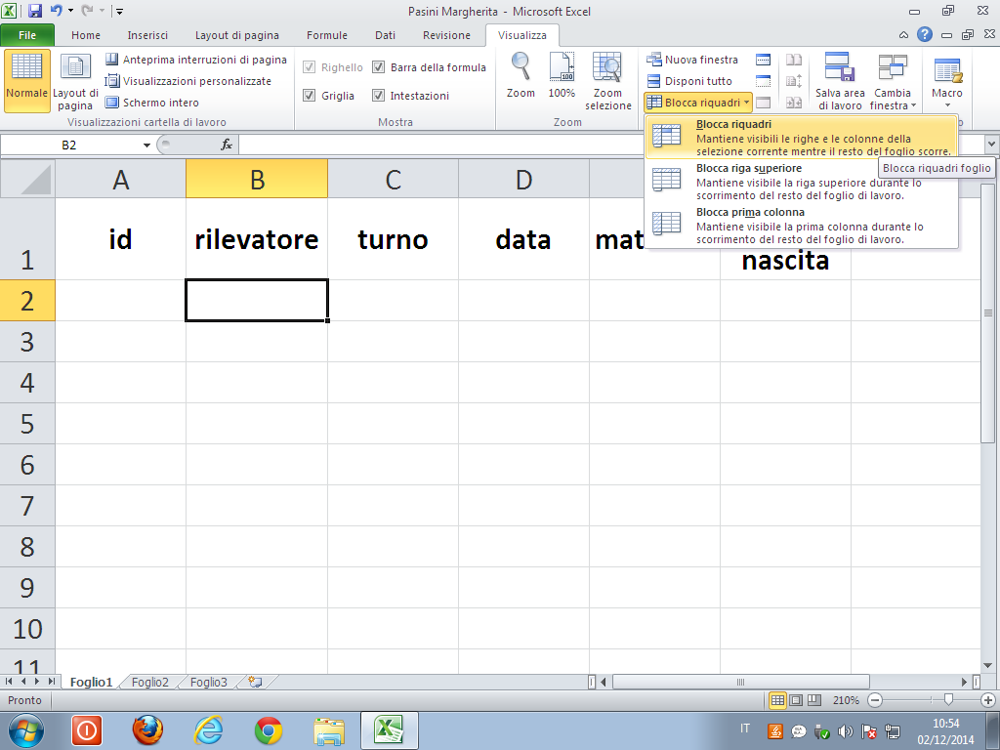 Pasini Margherita - Microsoft Excel
File Home Inserisci Layout di pagina Formule Dati Revisione Visualizza
Normale
Layout di pagina
Anteprima interruzioni di pagina
Visualizzazioni personalizzate
Schermo intero
Visualizzazioni cartella di lavoro
Righello
Barra della formula
Griglia
Intestazioni
Mostra
Zoom
100%
Zoom selezione
Zoom
Nuova finestra
Disponi tutto
Blocca riquadri
Salva area di lavoro
Cambia finestra
Macro
Blocca riquadri
Mantiene visibili le righe e le colonne della
selezione corrente mentre il resto del foglio scorre.
Blocca riquadri foglio
Blocca riga superiore
Mantiene visibile la riga superiore durante lo
scorrimento del resto del foglio di lavoro.
Blocca prima colonna
Mantiene visibile la prima colonna durante lo
scorrimento del resto del foglio di lavoro.
B2 fx
A B C D
1 id rilevatore turno data mat nascita
2
3
4
5
6
7
8
9
10
11
Foglio1 Foglio2 Foglio3
Pronto 210%
IT 10:54
02/12/2014